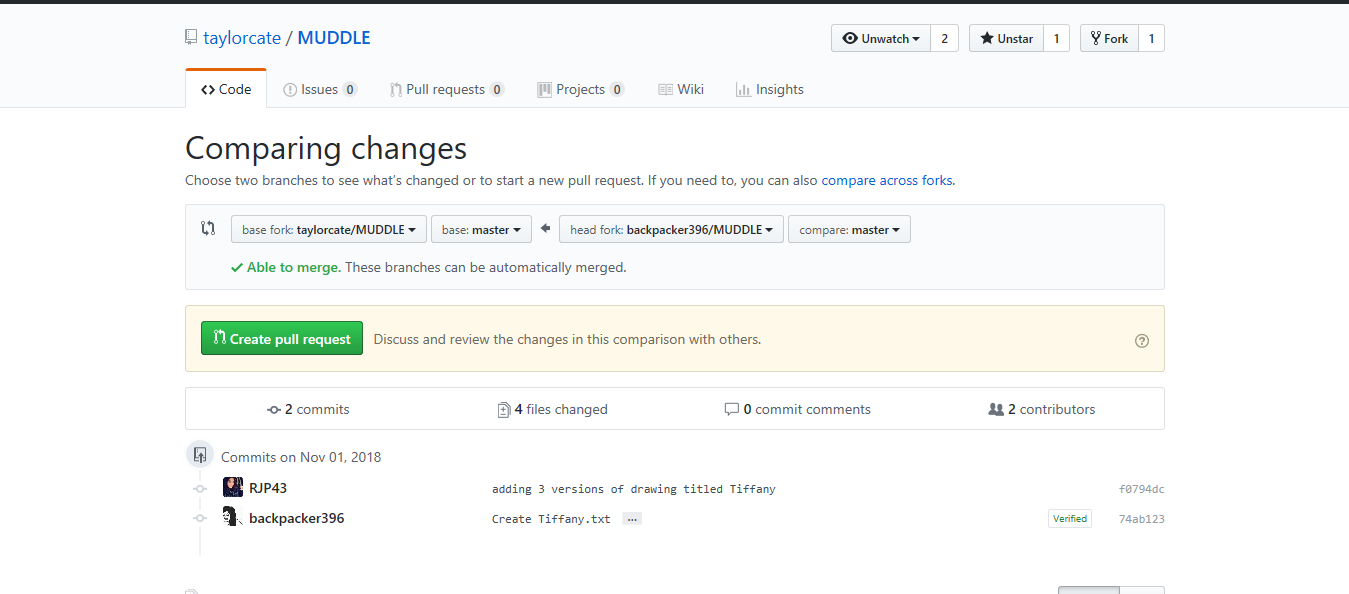 taylorcate / MUDDLE Unwatch 2 Unstar 1 Fork 1
Code Issues 0 Pull requests 0 Projects 0 Wiki Insights
Comparing changes
Choose two branches to see what's changed or to start a new pull request. If you need to, you can also compare across forks.
base fork: taylorcate/MUDDLE base: master head fork: backpacker396/MUDDLE compare: master
Able to merge. These branches can be automatically merged.
Create pull request Discuss and review the changes in this comparison with others.
2 commits 4 files changed 0 commit comments 2 contributors
Commits on Nov 01, 2018
RJP43 adding 3 versions of drawing titled Tiffany f0794dc
backpacker396 Create Tiffany.txt … Verified 74ab123